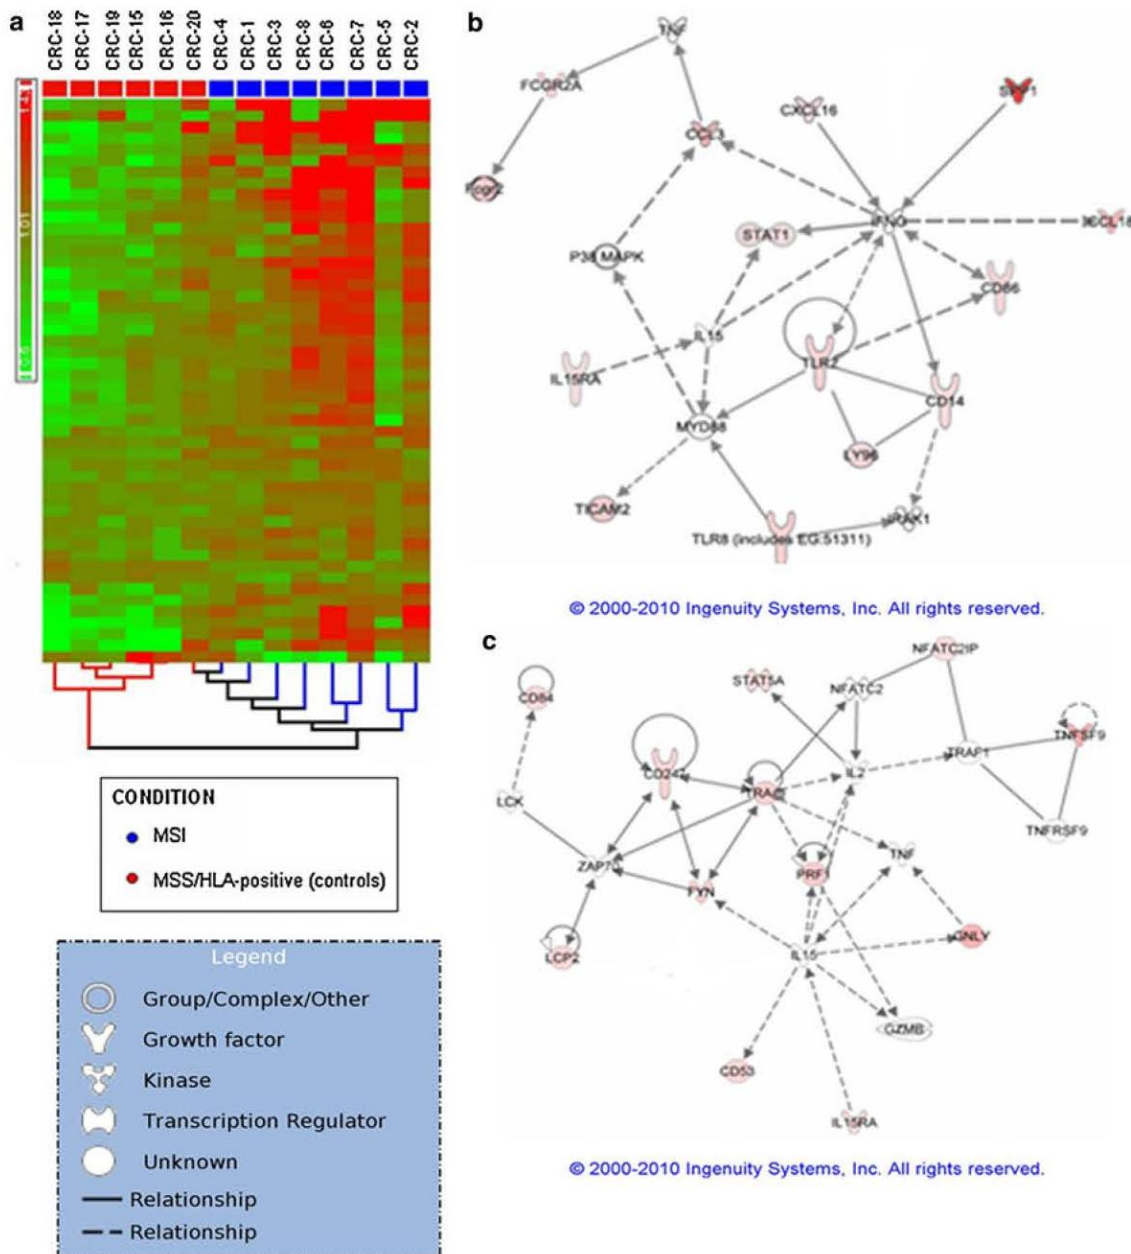 a
CRC-18
CRC-17
CRC-19
CRC-15
CRC-16
CRC-20
CRC-4
CRC-1
CRC-3
CRC-8
CRC-6
CRC-7
CRC-5
CRC-2
CONDITION
MSI
MSS/HLA-positive (controls)
Legend
Group/Complex/Other
Growth factor
Kinase
Transcription Regulator
Unknown
Relationship
Relationship
b
TNF
FCGR2A
CXCL16
SPP1
CCL3
Fcgr2
IFNG
STAT1
P38 MAPK
CD86
IL15
TLR2
IL15RA
CD14
MYD88
LY96
TICAM2
IRAK1
TLR8 (includes EG:51311)
© 2000-2010 Ingenuity Systems, Inc. All rights reserved.
c
NFATC2IP
STAT5A
NFATC2
CD84
TNFSF9
TRAF1
CD247
IL2
LCK
TNFRSF9
TNF
ZAP70
PRF1
FYN
GNLY
IL15
LCP2
GZMB
CD53
IL15RA
© 2000-2010 Ingenuity Systems, Inc. All rights reserved.